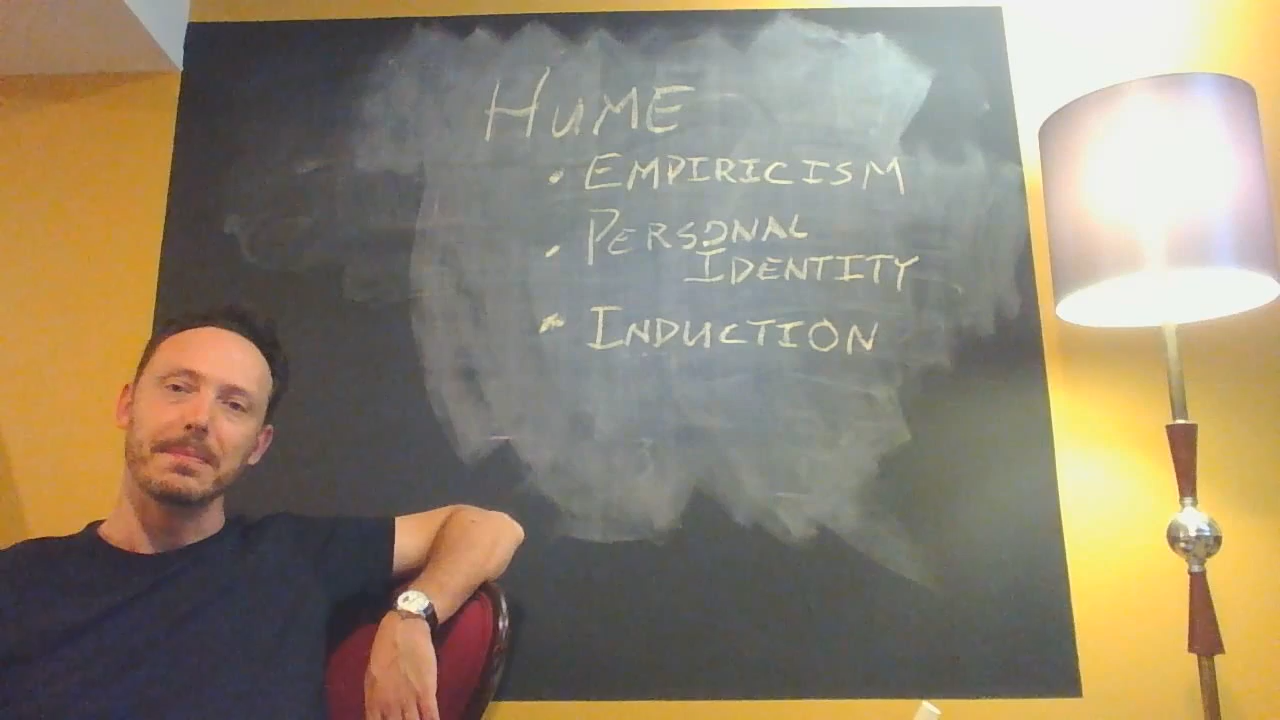 HUME
• EMPIRICISM
• PERSONAL
IDENTITY
• INDUCTION